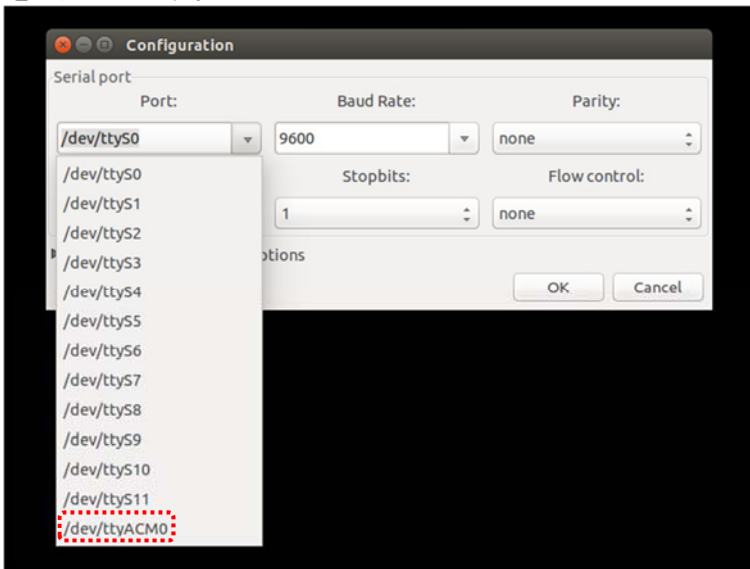 Configuration
Serial port
Port: Baud Rate: Parity:
/dev/ttyS0 9600 none
/dev/ttyS0
Stopbits: Flow control:
/dev/ttyS1
1 none
/dev/ttyS2
/dev/ttyS3
ptions
/dev/ttyS4
OK Cancel
/dev/ttyS5
/dev/ttyS6
/dev/ttyS7
/dev/ttyS8
/dev/ttyS9
/dev/ttyS10
/dev/ttyS11
/dev/ttyACM0